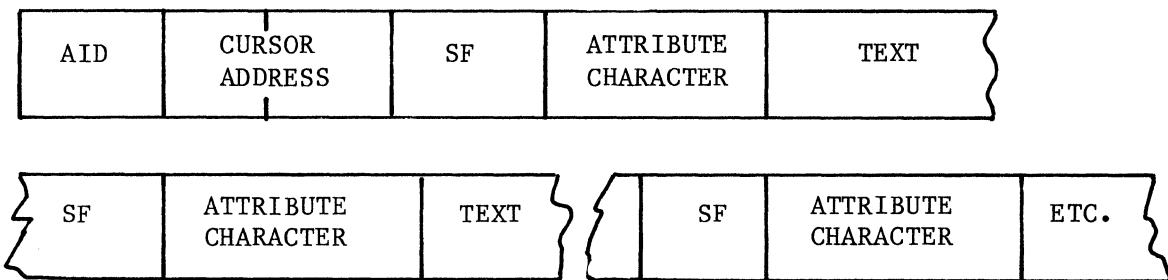 AID
CURSOR
ADDRESS
SF
ATTRIBUTE
CHARACTER
TEXT
SF
ATTRIBUTE
CHARACTER
TEXT
SF
ATTRIBUTE
CHARACTER
ETC.